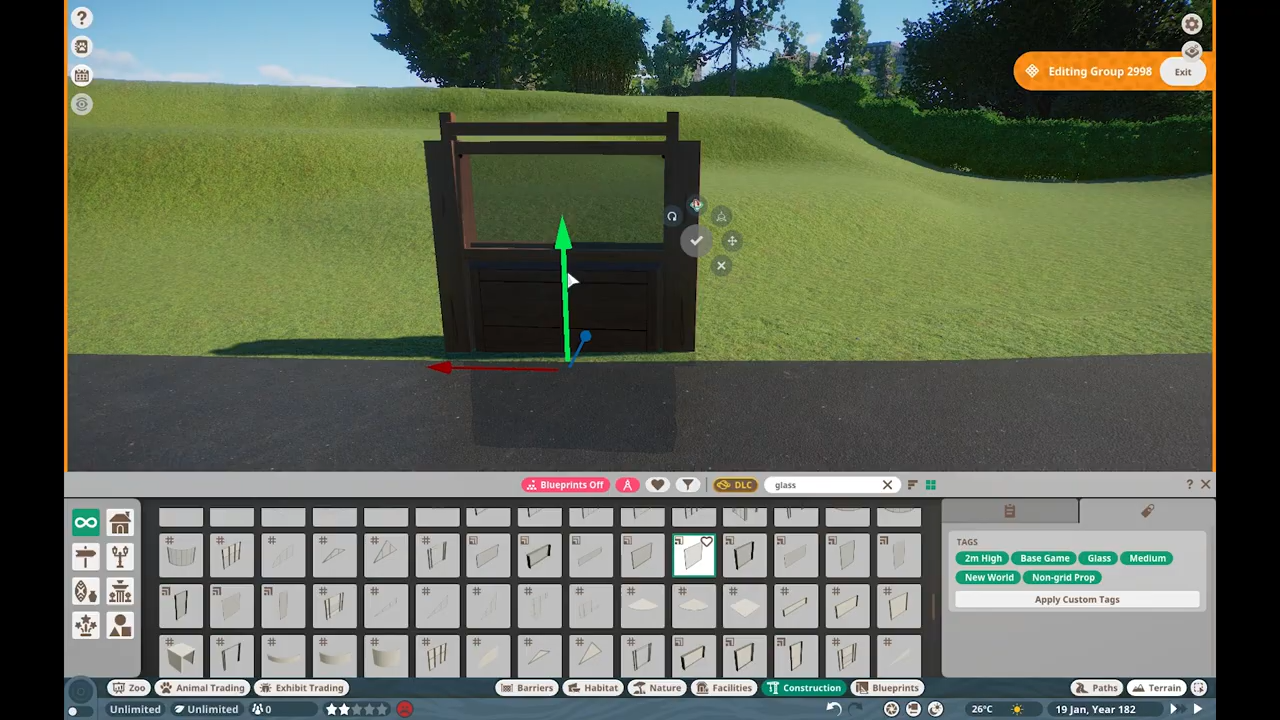 ?
Editing Group 2998 Exit
Blueprints Off DLC glass ?
TAGS
2m High Base Game Glass Medium
New World Non-grid Prop
Apply Custom Tags
Zoo Animal Trading Exhibit Trading Barriers Habitat Nature Facilities Construction Blueprints Paths Terrain
Unlimited Unlimited 0 26°C 19 Jan, Year 182